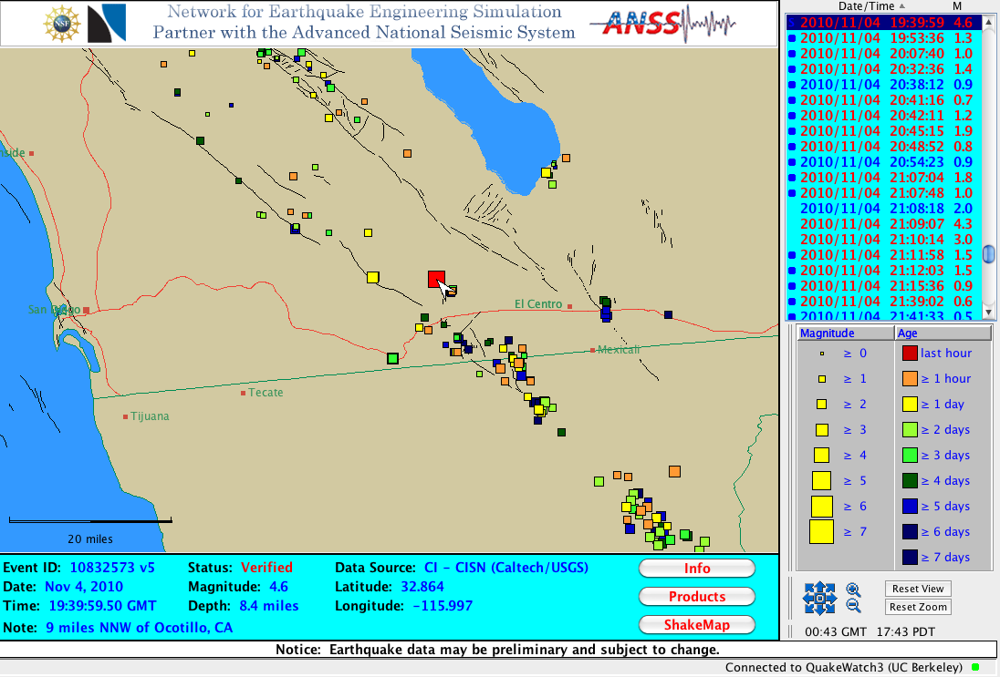 NSF
Network for Earthquake Engineering Simulation
Partner with the Advanced National Seismic System
ANSS
Date/Time M
2010/11/04 19:39:59 4.6
2010/11/04 19:53:36 1.3
2010/11/04 20:07:40 1.0
2010/11/04 20:32:36 1.4
2010/11/04 20:38:12 0.9
2010/11/04 20:41:16 0.7
2010/11/04 20:42:11 1.2
2010/11/04 20:45:15 1.9
2010/11/04 20:48:52 0.8
2010/11/04 20:54:23 0.9
2010/11/04 21:07:04 1.8
2010/11/04 21:07:48 1.0
2010/11/04 21:08:18 2.0
2010/11/04 21:09:07 4.3
2010/11/04 21:10:14 3.0
2010/11/04 21:11:58 1.5
2010/11/04 21:12:03 1.5
2010/11/04 21:15:36 0.9
2010/11/04 21:39:02 0.6
2010/11/04 21:41:33 0.5
nside
San Diego
El Centro
Mexicali
Tecate
Tijuana
20 miles
Magnitude Age
≥ 0 last hour
≥ 1 ≥ 1 hour
≥ 2 ≥ 1 day
≥ 3 ≥ 2 days
≥ 4 ≥ 3 days
≥ 5 ≥ 4 days
≥ 6 ≥ 5 days
≥ 7 ≥ 6 days
≥ 7 days
Event ID: 10832573 v5 Status: Verified Data Source: CI - CISN (Caltech/USGS)
Date: Nov 4, 2010 Magnitude: 4.6 Latitude: 32.864
Time: 19:39:59.50 GMT Depth: 8.4 miles Longitude: -115.997
Note: 9 miles NNW of Ocotillo, CA
Info
Products
ShakeMap
Reset View
Reset Zoom
00:43 GMT 17:43 PDT
Notice: Earthquake data may be preliminary and subject to change.
Connected to QuakeWatch3 (UC Berkeley)